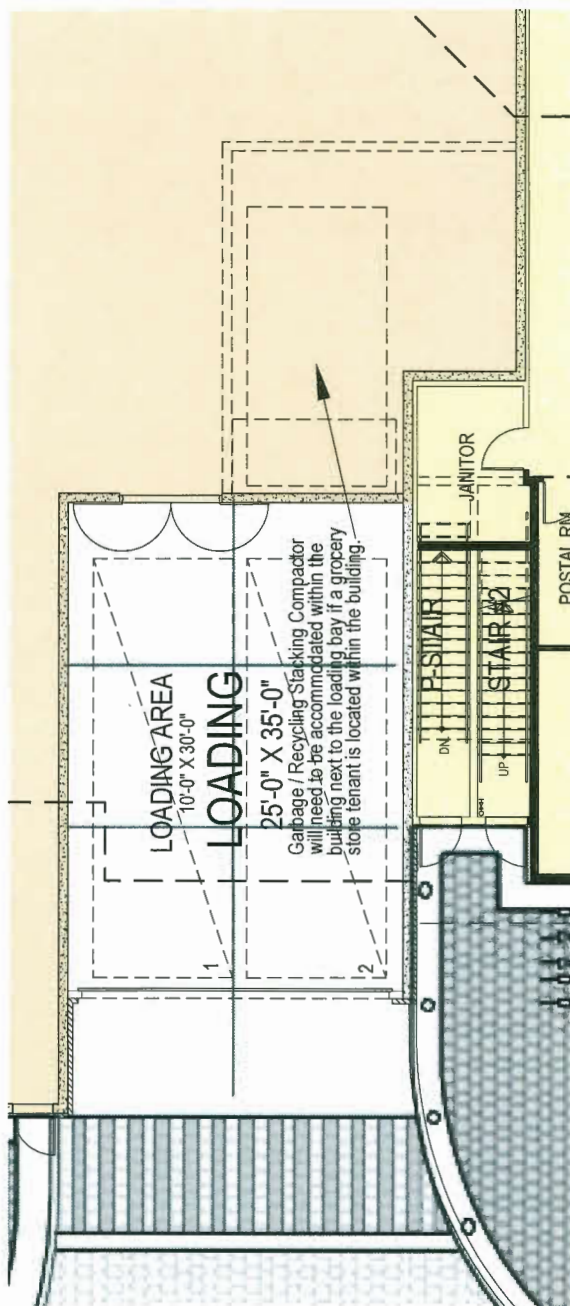 LOADING AREA
10'-0" X 30'-0"
LOADING
25'-0" X 35'-0"
Garbage / Recycling Stacking Compactor
will need to be accommodated within the
building next to the loading bay if a grocery
store tenant is located within the building.
1
2
JANITOR
P-STAIR
DN
STAIR #2
UP
POSTAL RM